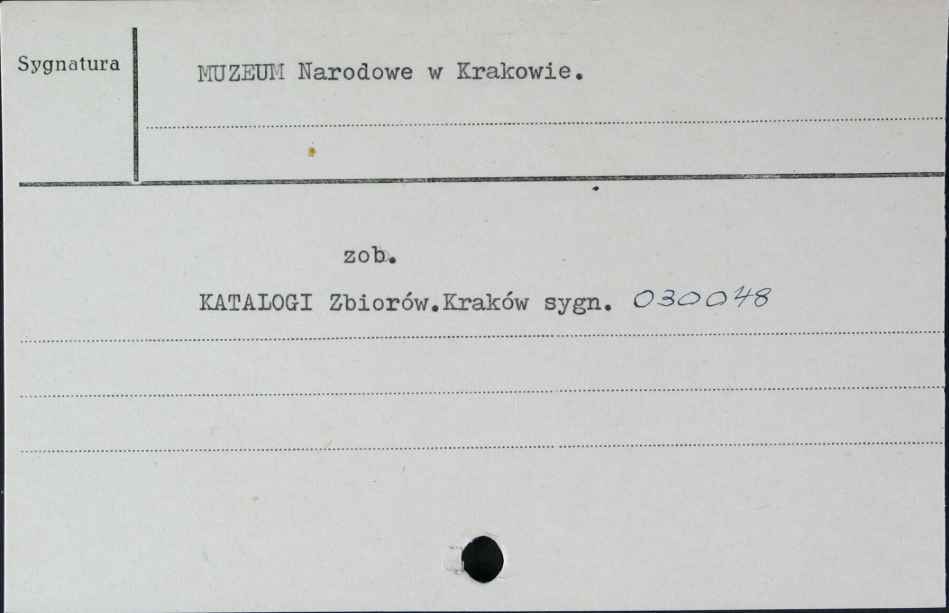 Sygnatura
MUZEUM Narodowe w Krakowie.
zob.
KATALOGI Zbiorów.Kraków sygn. 030048